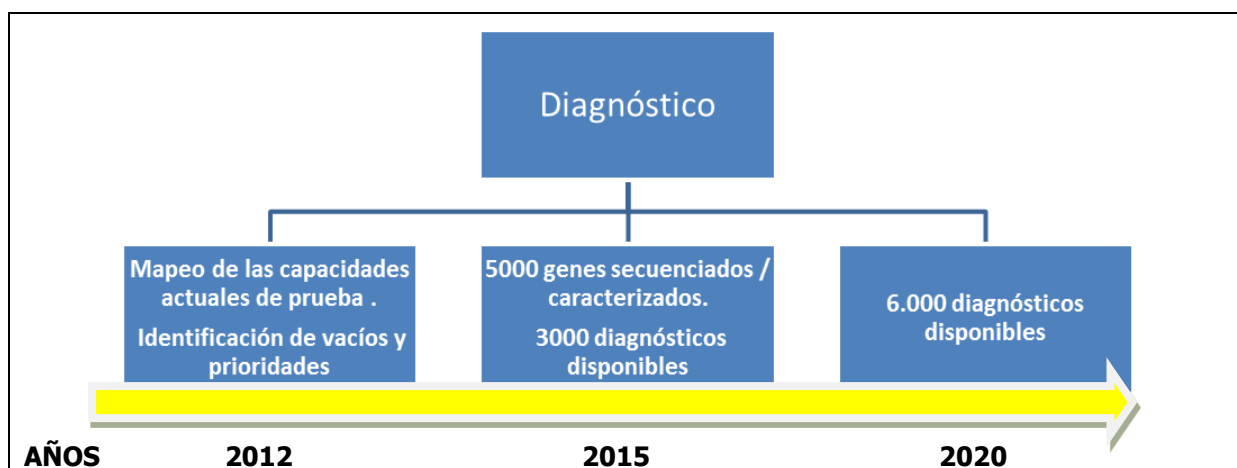 Diagnóstico
Mapeo de las capacidades
actuales de prueba .
Identificación de vacíos y
prioridades
5000 genes secuenciados /
caracterizados.
3000 diagnósticos
disponibles
6.000 diagnósticos
disponibles
AÑOS 2012 2015 2020